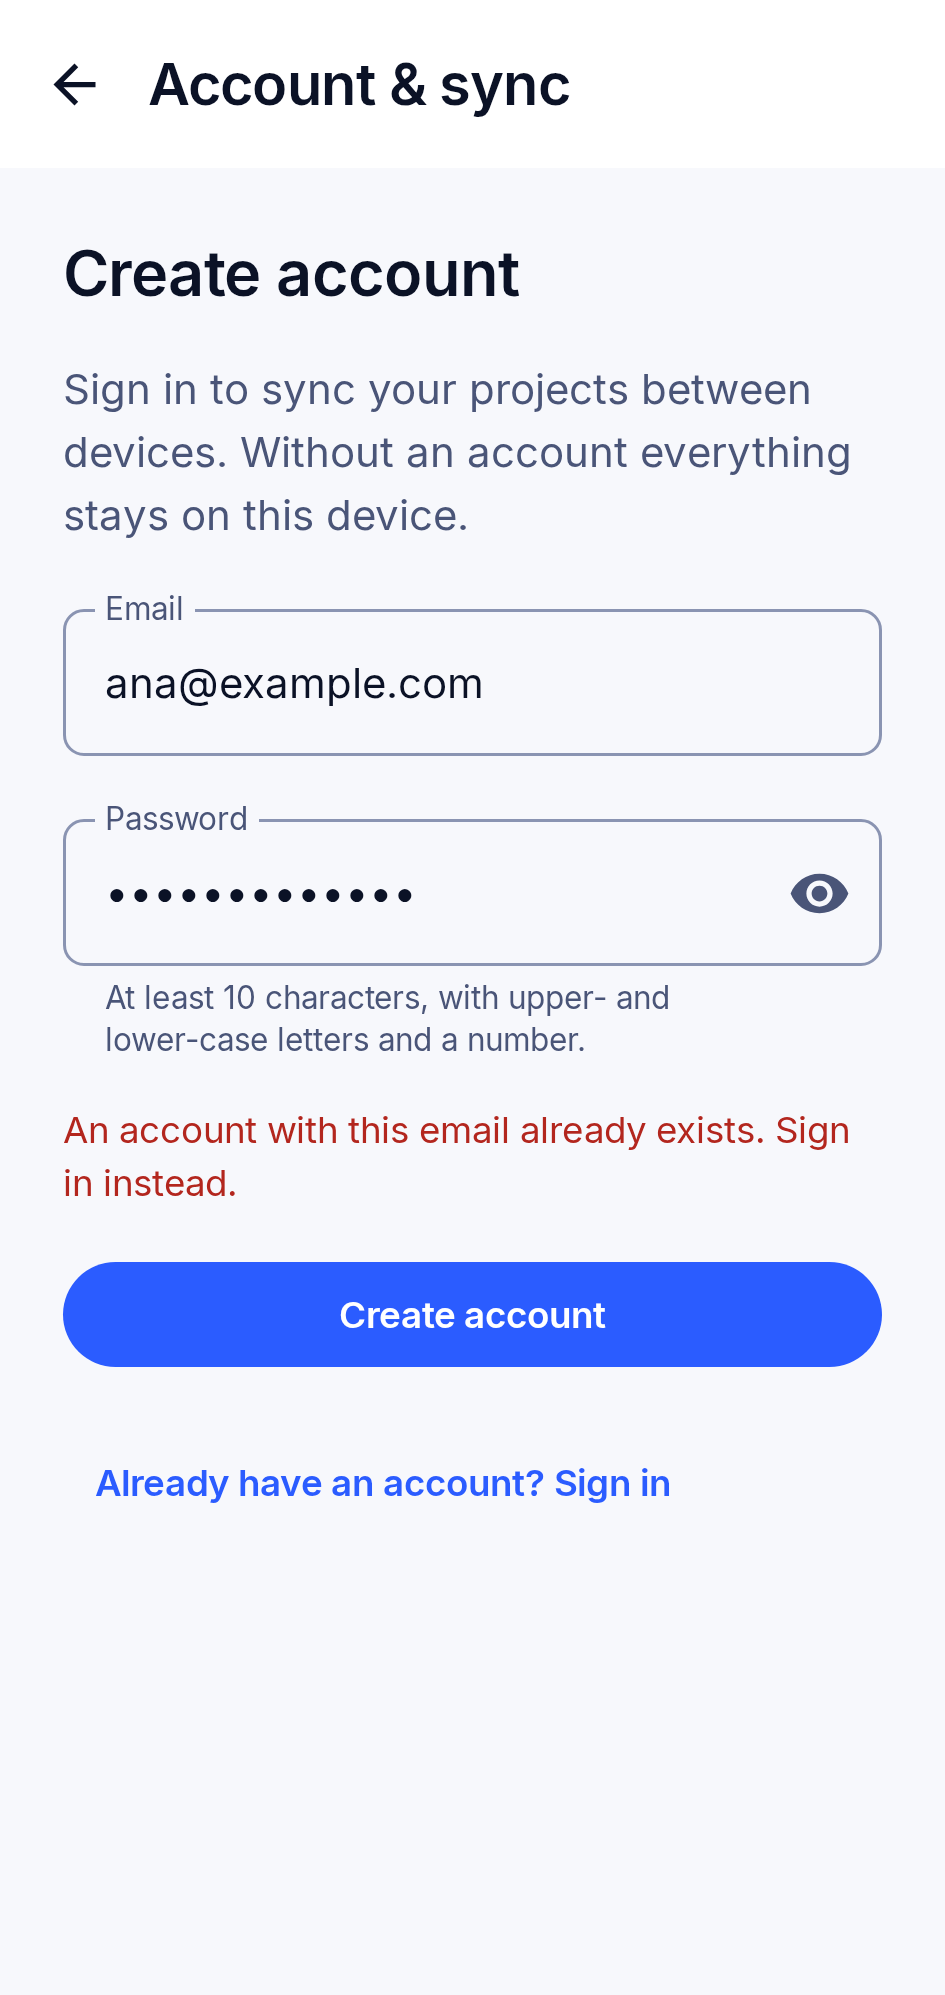 Account & sync
Create account
Sign in to sync your projects between
devices. Without an account everything
stays on this device.
Email
ana@example.com
Password
•••••••••••••
At least 10 characters, with upper- and
lower-case letters and a number.
An account with this email already exists. Sign
in instead.
Create account
Already have an account? Sign in